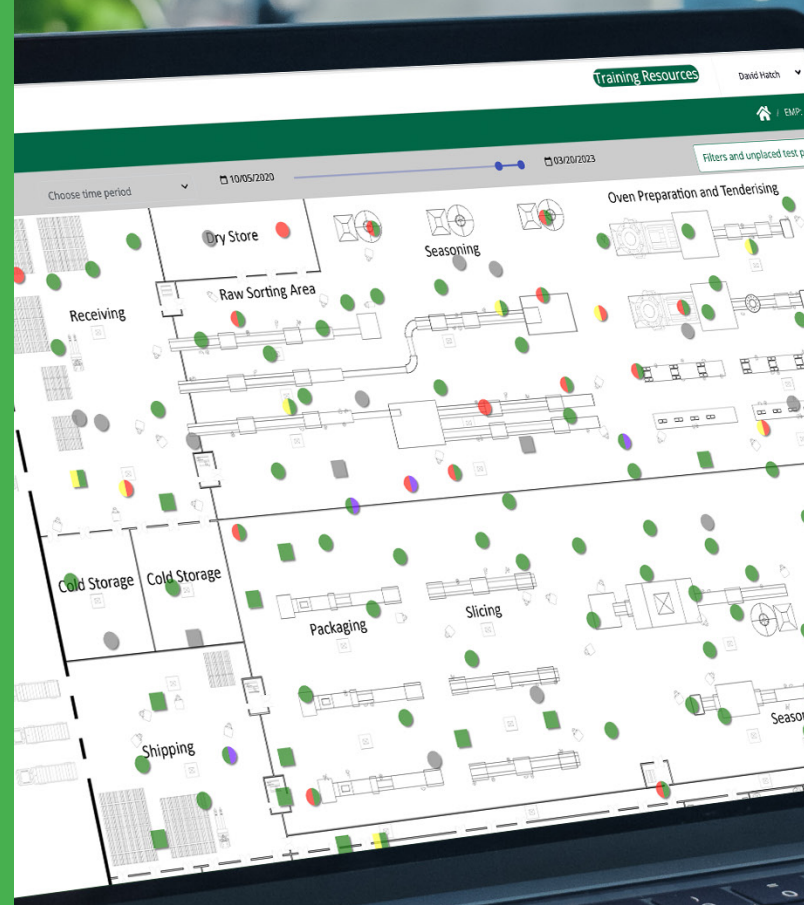 Training Resources
David Hatch
/ EMP:
Choose time period
10/05/2020
03/20/2023
Filters and unplaced test p
Dry Store
Seasoning
Oven Preparation and Tenderising
Receiving
Raw Sorting Area
Cold Storage
Cold Storage
Packaging
Slicing
Shipping
Season